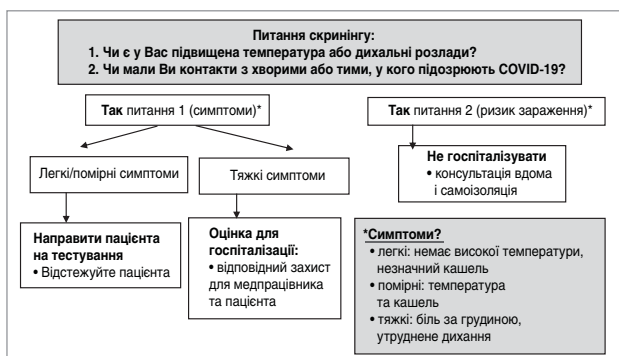 Питання скринінгу:
1. Чи є у Вас підвищена температура або дихальні розлади?
2. Чи мали Ви контакти з хворими або тими, у кого підозрюють COVID-19?
Так питання 1 (симптоми)*
Так питання 2 (ризик зараження)*
Легкі/помірні симптоми
Тяжкі симптоми
Не госпіталізувати
• консультація вдома
і самоізоляція
Направити пацієнта
на тестування
• Відстежуйте пацієнта
Оцінка для
госпіталізації:
• відповідний захист
для медпрацівника
та пацієнта
*Симптоми?
• легкі: немає високої температури,
незначний кашель
• помірні: температура
та кашель
• тяжкі: біль за грудиною,
утруднене дихання